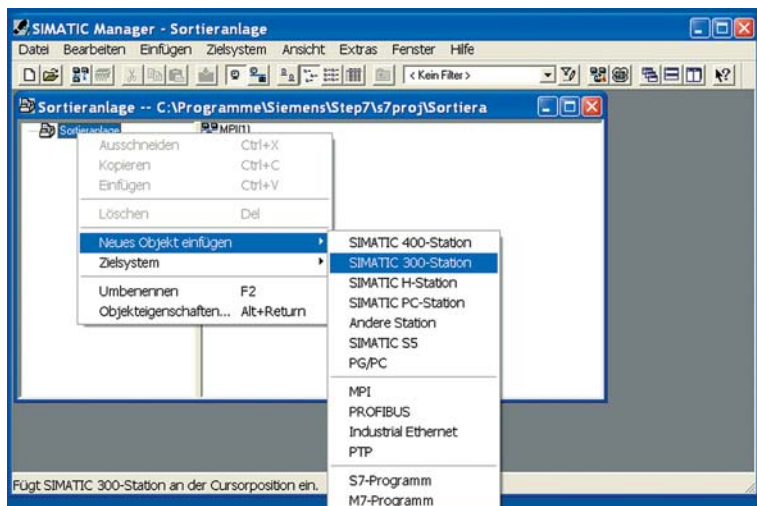 SIMATIC Manager - Sortieranlage
Datei Bearbeiten Einfügen Zielsystem Ansicht Extras Fenster Hilfe
< Kein Filter >
Sortieranlage -- C:\Programme\Siemens\Step7\s7proj\Sortiera
Sortieranlage
MPI(1)
Ausschneiden Ctrl+X
Kopieren Ctrl+C
Einfügen Ctrl+V
Löschen Del
Neues Objekt einfügen
Zielsystem
Umbenennen F2
Objekteigenschaften... Alt+Return
SIMATIC 400-Station
SIMATIC 300-Station
SIMATIC H-Station
SIMATIC PC-Station
Andere Station
SIMATIC S5
PG/PC
MPI
PROFIBUS
Industrial Ethernet
PTP
S7-Programm
M7-Programm
Fügt SIMATIC 300-Station an der Cursorposition ein.